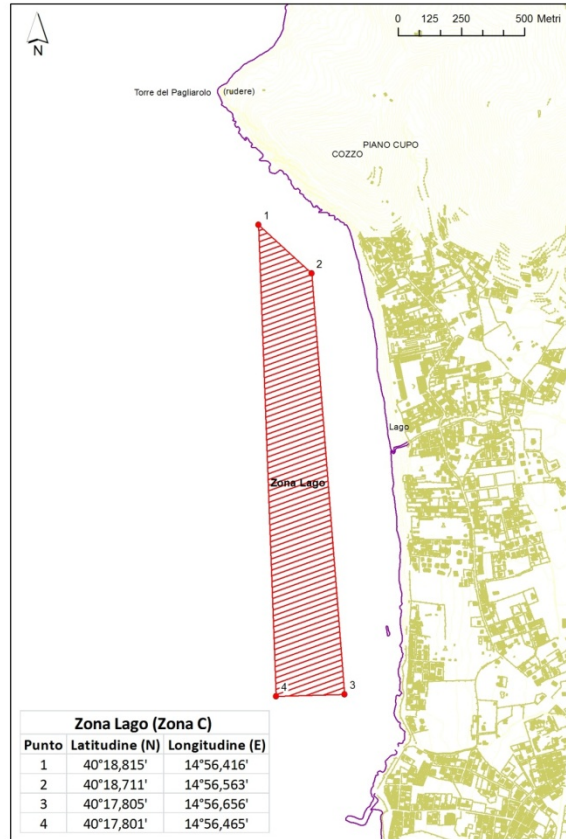 N
0 125 250 500 Metri
Torre del Pagliarolo (rudere)
PIANO CUPO
COZZO
1
2
Lago
Zona Lago
4
3
Zona Lago (Zona C)
Punto Latitudine (N) Longitudine (E)
1 40°18,815' 14°56,416'
2 40°18,711' 14°56,563'
3 40°17,805' 14°56,656'
4 40°17,801' 14°56,465'